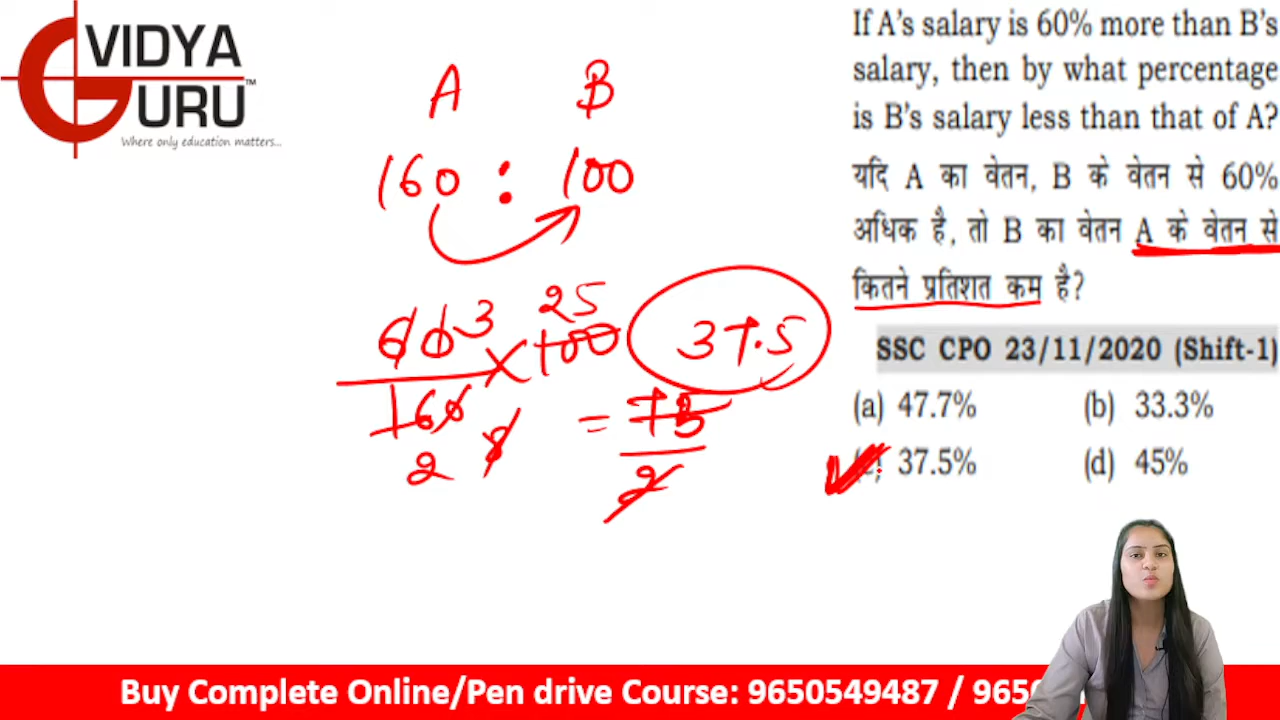 VIDYA
GURU™
Where only education matters...
A B
160 : 100
60 3 × 100 25
160 8 2
= 75
2
37.5
If A's salary is 60% more than B's
salary, then by what percentage
is B's salary less than that of A?
यदि A का वेतन, B के वेतन से 60%
अधिक है, तो B का वेतन A के वेतन से
कितने प्रतिशत कम है?
SSC CPO 23/11/2020 (Shift-1)
(a) 47.7% (b) 33.3%
37.5% (d) 45%
Buy Complete Online/Pen drive Course: 9650549487 /